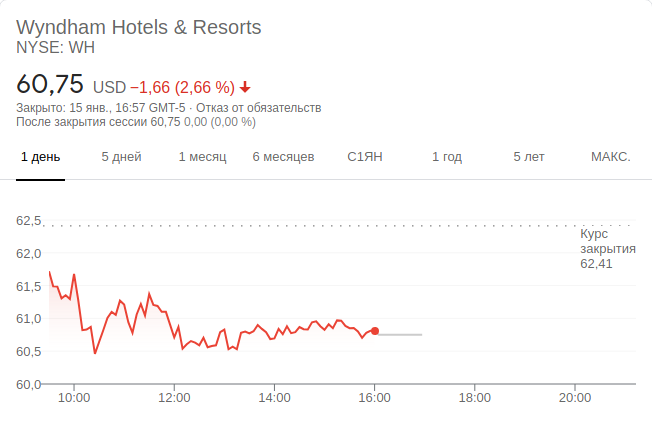 Wyndham Hotels & Resorts
NYSE: WH
60,75 USD −1,66 (2,66 %)
Закрыто: 15 янв., 16:57 GMT-5 · Отказ от обязательств
После закрытия сессии 60,75 0,00 (0,00 %)
1 день 5 дней 1 месяц 6 месяцев С1ЯН 1 год 5 лет МАКС.
62,5
Курс
закрытия
62,41
62,0
61,5
61,0
60,5
60,0
10:00 12:00 14:00 16:00 18:00 20:00